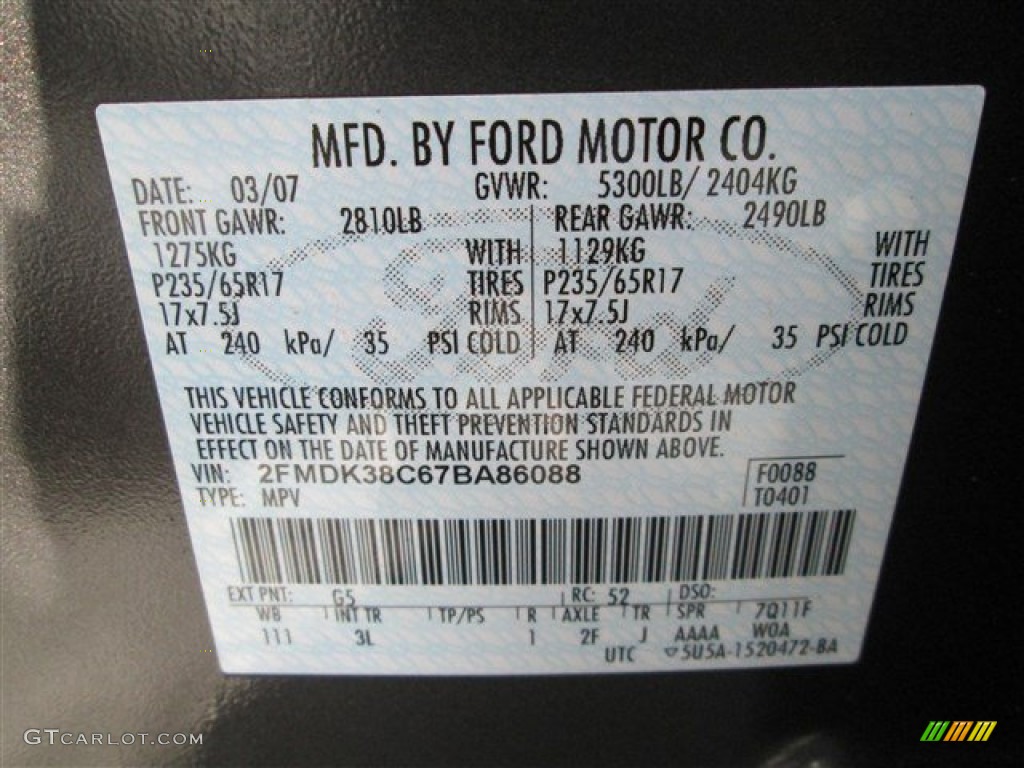 MFD. BY FORD MOTOR CO.
DATE: 03/07 GVWR: 5300LB/ 2404KG
FRONT GAWR: 2810LB REAR GAWR: 2490LB
1275KG WITH 1129KG WITH
P235/65R17 TIRES P235/65R17 TIRES
17x7.5J RIMS 17x7.5J RIMS
AT 240 kPa/ 35 PSI COLD AT 240 kPa/ 35 PSI COLD
THIS VEHICLE CONFORMS TO ALL APPLICABLE FEDERAL MOTOR
VEHICLE SAFETY AND THEFT PREVENTION STANDARDS IN
EFFECT ON THE DATE OF MANUFACTURE SHOWN ABOVE.
VIN: 2FMDK38C67BA86088 F0088
TYPE: MPV T0401
EXT PNT: G5 RC: 52 DSO:
WB INT TR TP/PS R AXLE TR SPR 7Q11F
111 3L 1 2F J AAAA W0A
UTC 5U5A-1520472-BA
Ford
GTCARLOT.COM